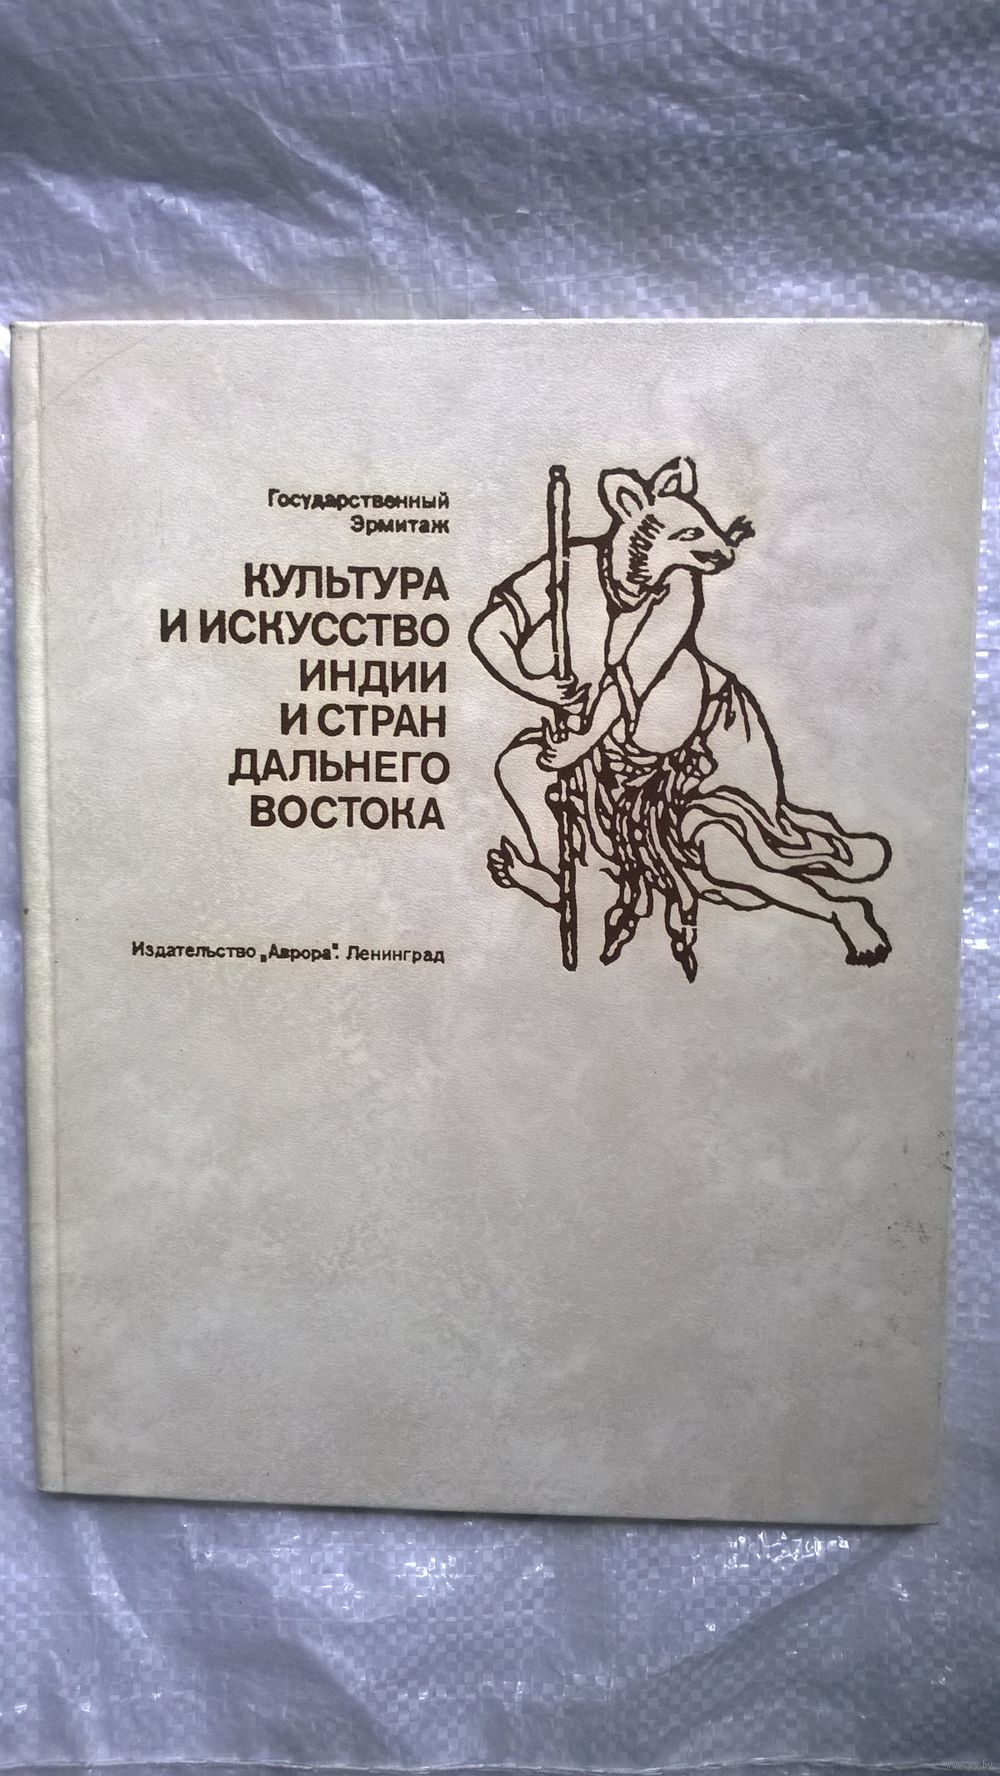 Государственный
Эрмитаж
КУЛЬТУРА
И ИСКУССТВО
ИНДИИ
И СТРАН
ДАЛЬНЕГО
ВОСТОКА
Издательство „Аврора". Ленинград